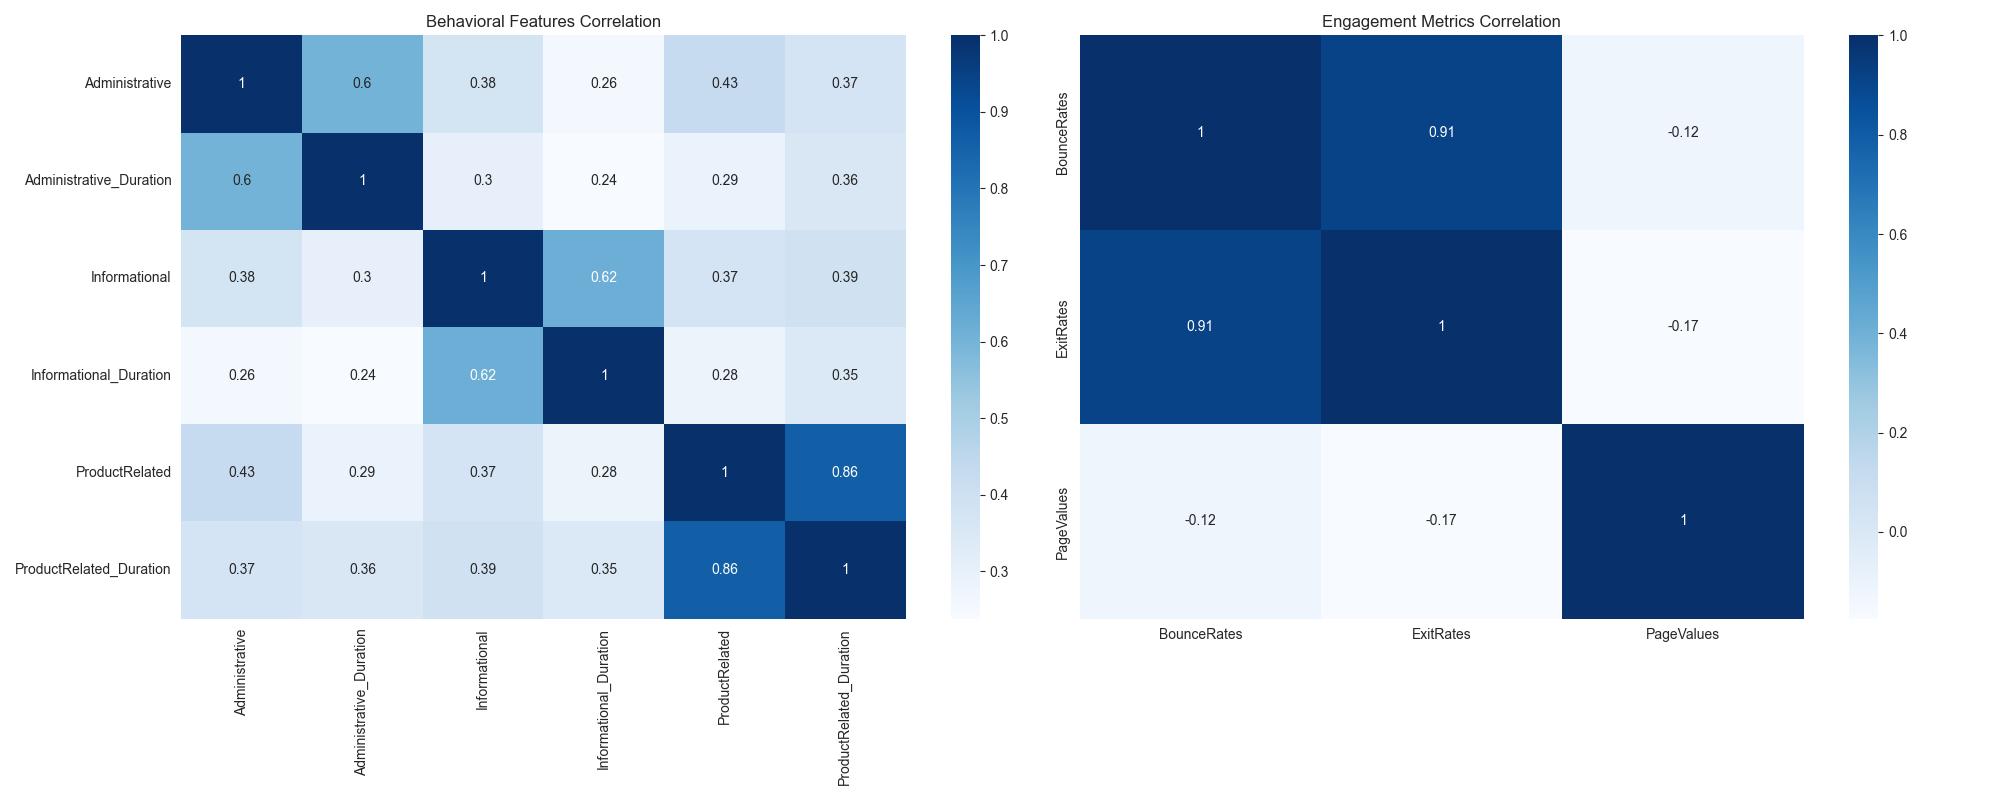 Behavioral Features Correlation
Administrative 1 0.6 0.38 0.26 0.43 0.37
Administrative_Duration 0.6 1 0.3 0.24 0.29 0.36
Informational 0.38 0.3 1 0.62 0.37 0.39
Informational_Duration 0.26 0.24 0.62 1 0.28 0.35
ProductRelated 0.43 0.29 0.37 0.28 1 0.86
ProductRelated_Duration 0.37 0.36 0.39 0.35 0.86 1
Administrative
Administrative_Duration
Informational
Informational_Duration
ProductRelated
ProductRelated_Duration
1.0
0.9
0.8
0.7
0.6
0.5
0.4
0.3
Engagement Metrics Correlation
BounceRates 1 0.91 -0.12
ExitRates 0.91 1 -0.17
PageValues -0.12 -0.17 1
BounceRates ExitRates PageValues
1.0
0.8
0.6
0.4
0.2
0.0